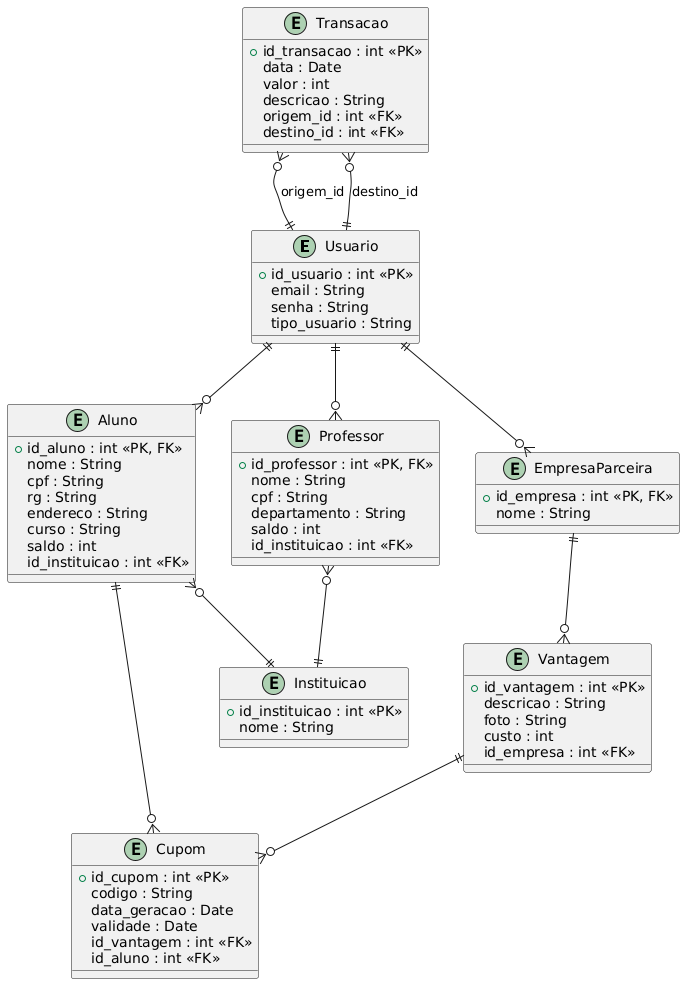 E Transacao
id_transacao : int «PK»
data : Date
valor : int
descricao : String
origem_id : int «FK»
destino_id : int «FK»
origem_id
destino_id
E Usuario
id_usuario : int «PK»
email : String
senha : String
tipo_usuario : String
E Aluno
id_aluno : int «PK, FK»
nome : String
cpf : String
rg : String
endereco : String
curso : String
saldo : int
id_instituicao : int «FK»
E Professor
id_professor : int «PK, FK»
nome : String
cpf : String
departamento : String
saldo : int
id_instituicao : int «FK»
E EmpresaParceira
id_empresa : int «PK, FK»
nome : String
E Instituicao
id_instituicao : int «PK»
nome : String
E Vantagem
id_vantagem : int «PK»
descricao : String
foto : String
custo : int
id_empresa : int «FK»
E Cupom
id_cupom : int «PK»
codigo : String
data_geracao : Date
validade : Date
id_vantagem : int «FK»
id_aluno : int «FK»